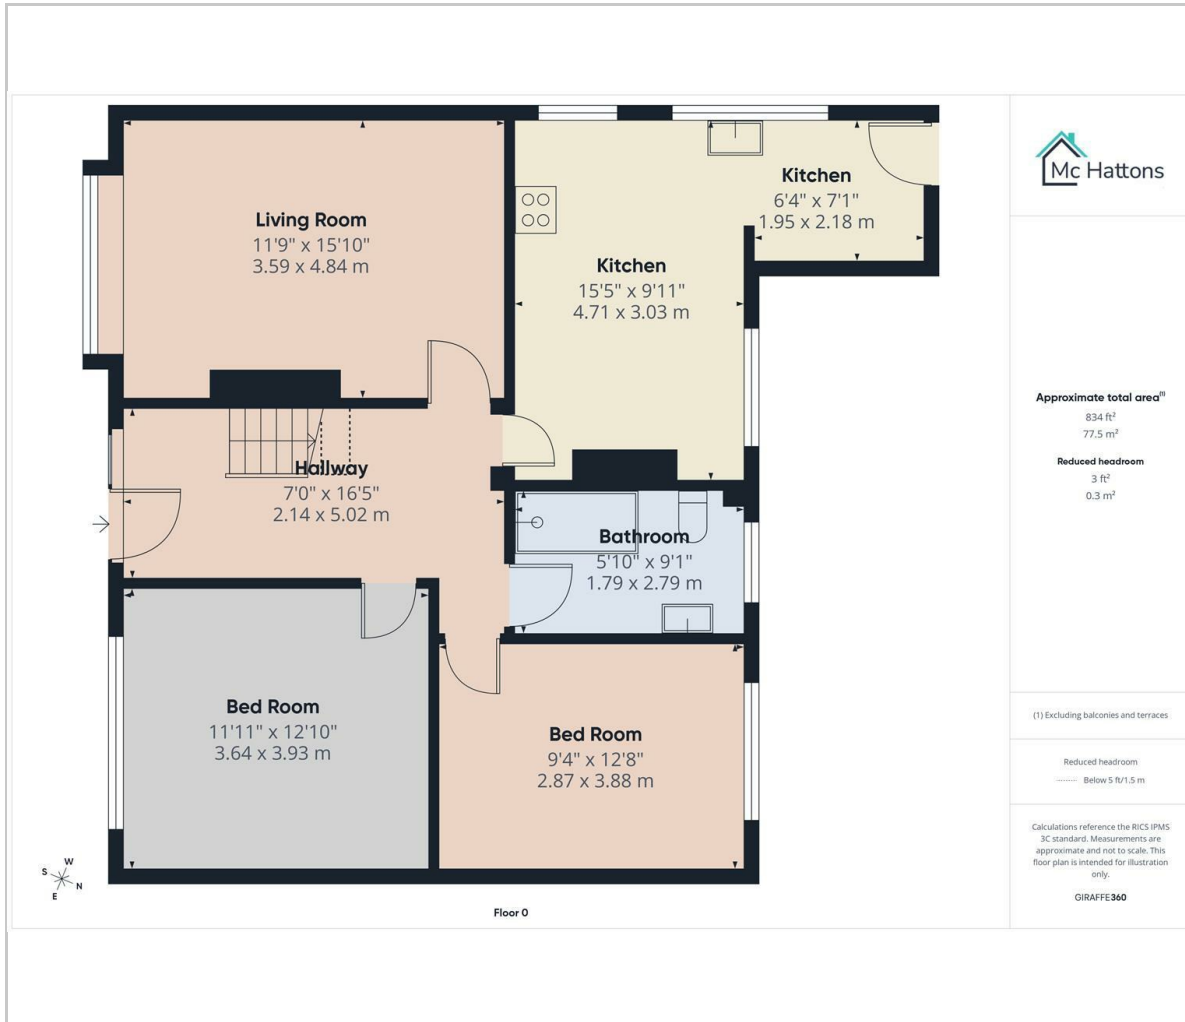 Living Room
11'9" x 15'10"
3.59 x 4.84 m
Kitchen
6'4" x 7'1"
1.95 x 2.18 m
Kitchen
15'5" x 9'11"
4.71 x 3.03 m
Hallway
7'0" x 16'5"
2.14 x 5.02 m
Bathroom
5'10" x 9'1"
1.79 x 2.79 m
Bed Room
11'11" x 12'10"
3.64 x 3.93 m
Bed Room
9'4" x 12'8"
2.87 x 3.88 m
W
S
N
E
Floor 0
Mc Hattons
Approximate total area(1)
834 ft²
77.5 m²
Reduced headroom
3 ft²
0.3 m²
(1) Excluding balconies and terraces
Reduced headroom
Below 5 ft/1.5 m
Calculations reference the RICS IPMS
3C standard. Measurements are
approximate and not to scale. This
floor plan is intended for illustration
only.
GIRAFFE360